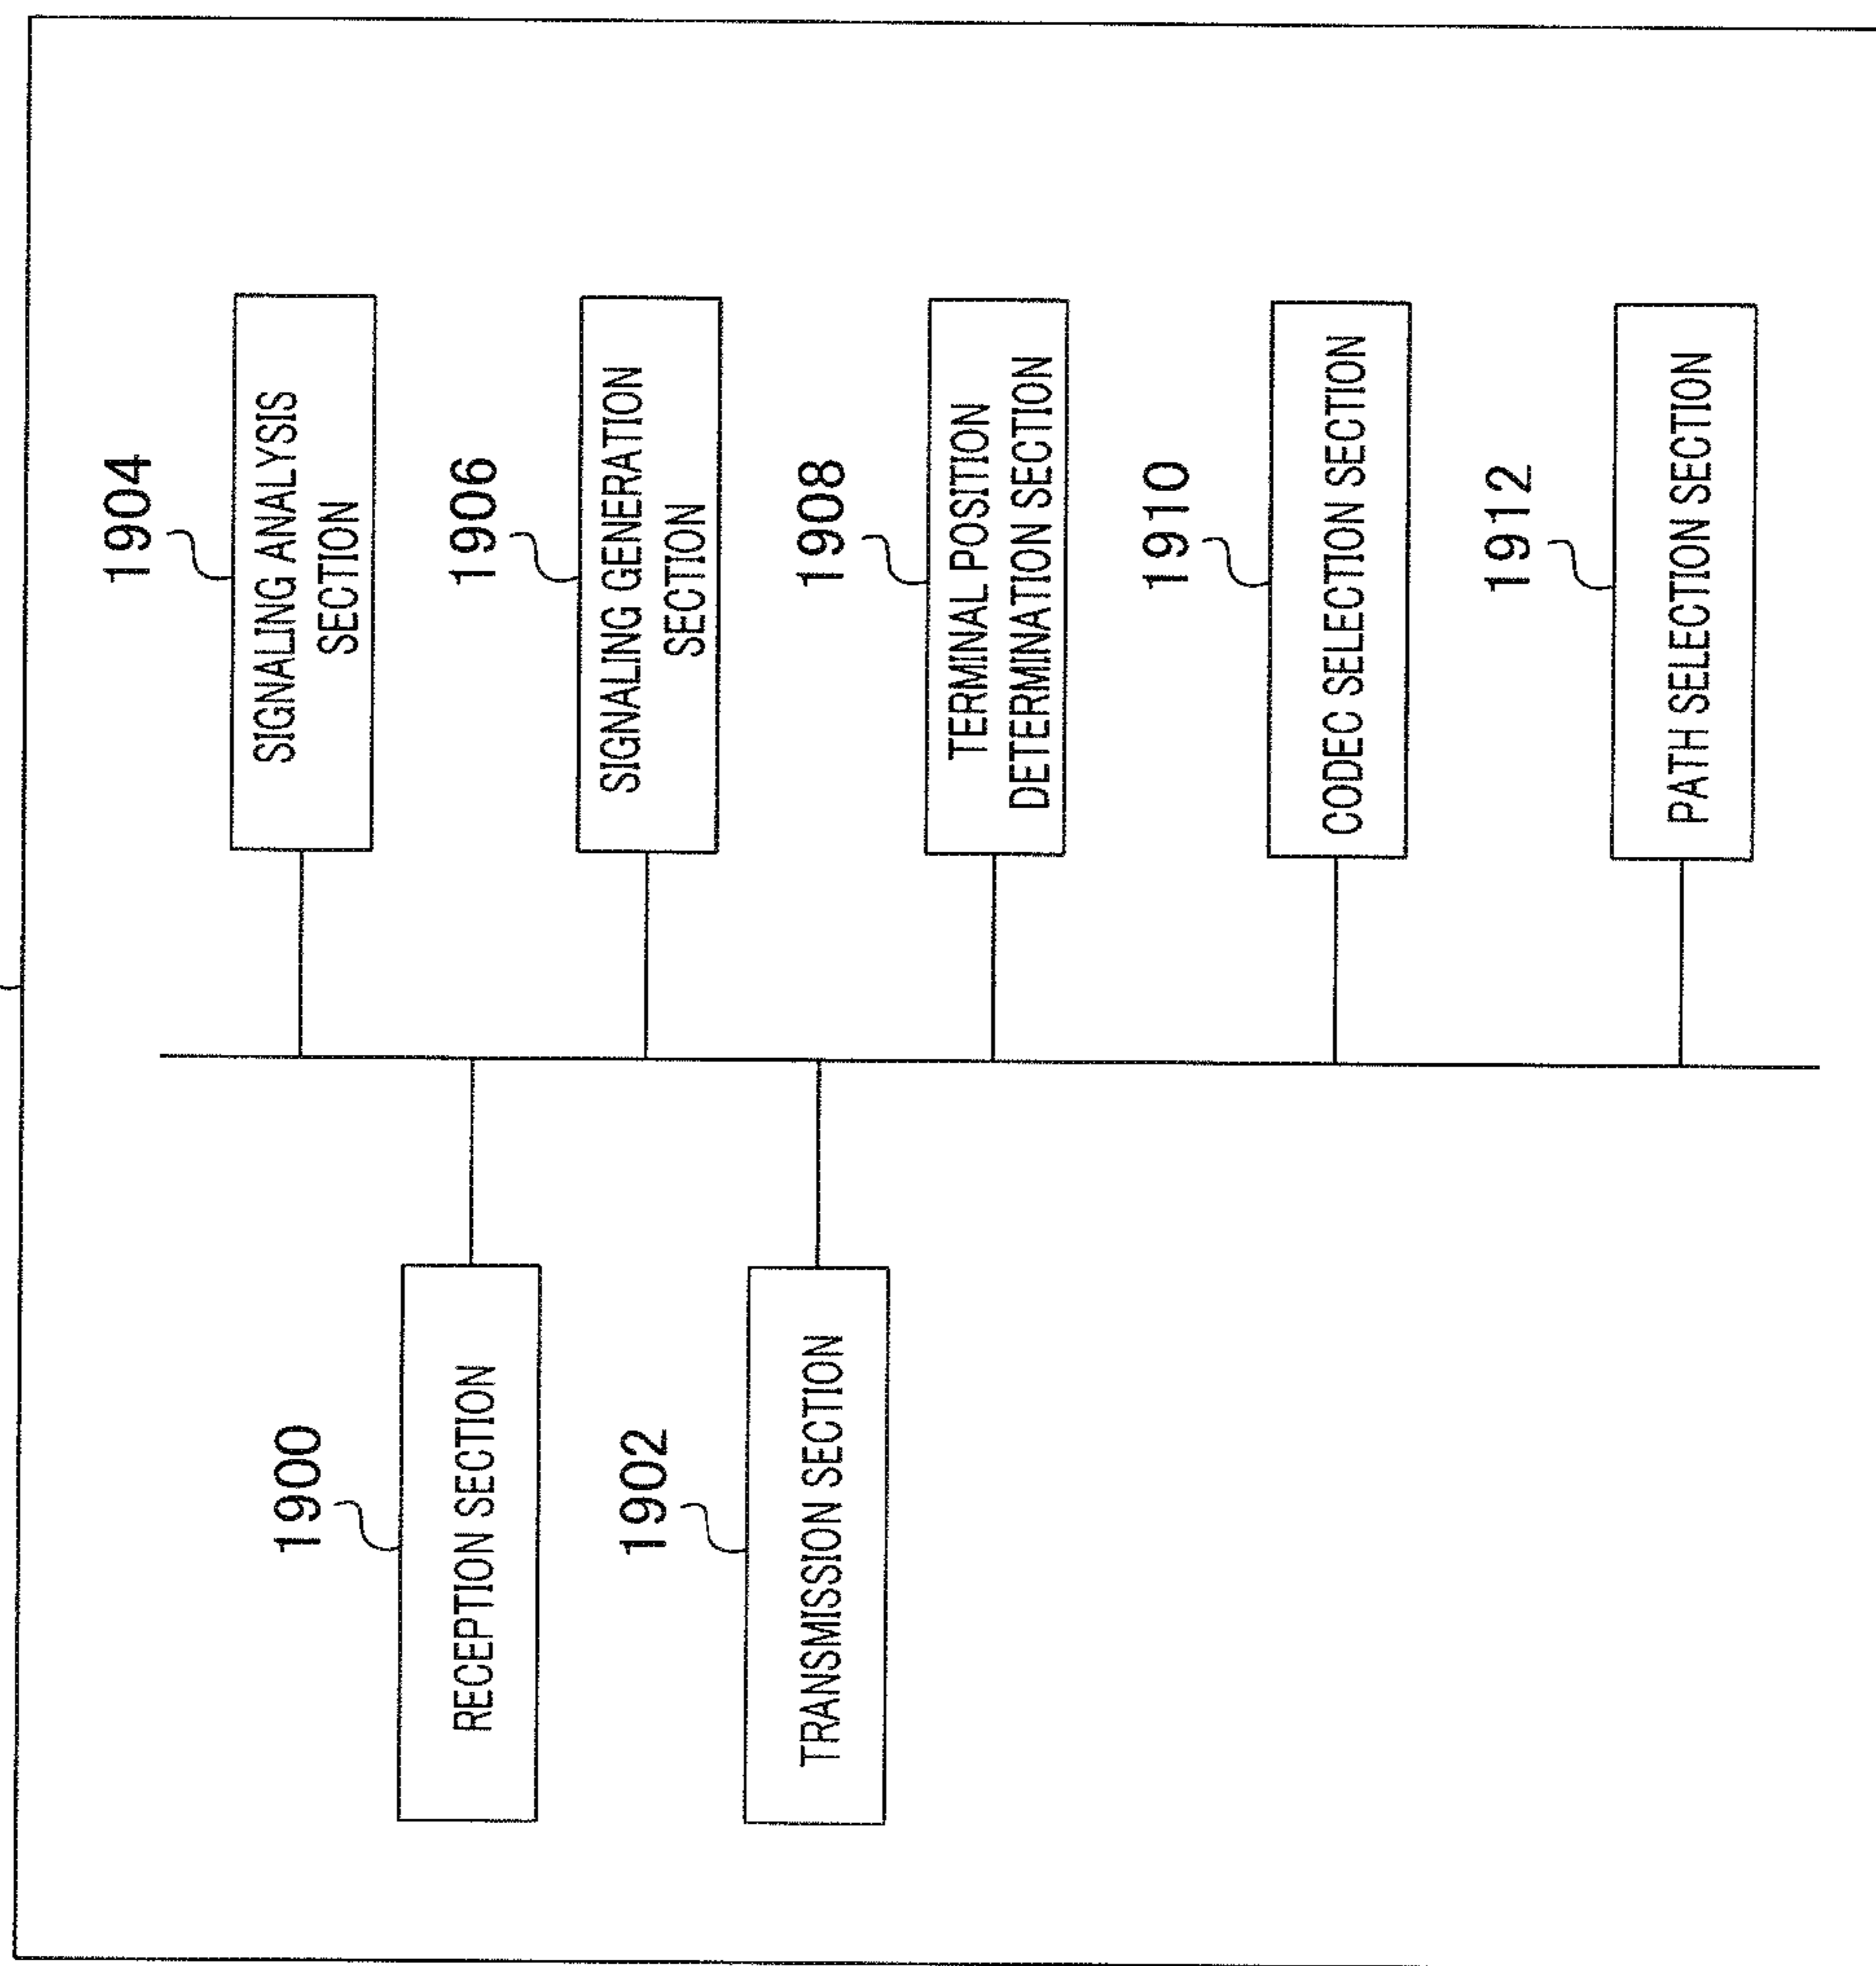 1900
RECEPTION SECTION
1902
TRANSMISSION SECTION
1904
SIGNALING ANALYSIS
SECTION
1906
SIGNALING GENERATION
SECTION
1908
TERMINAL POSITION
DETERMINATION SECTION
1910
CODEC SELECTION SECTION
1912
PATH SELECTION SECTION